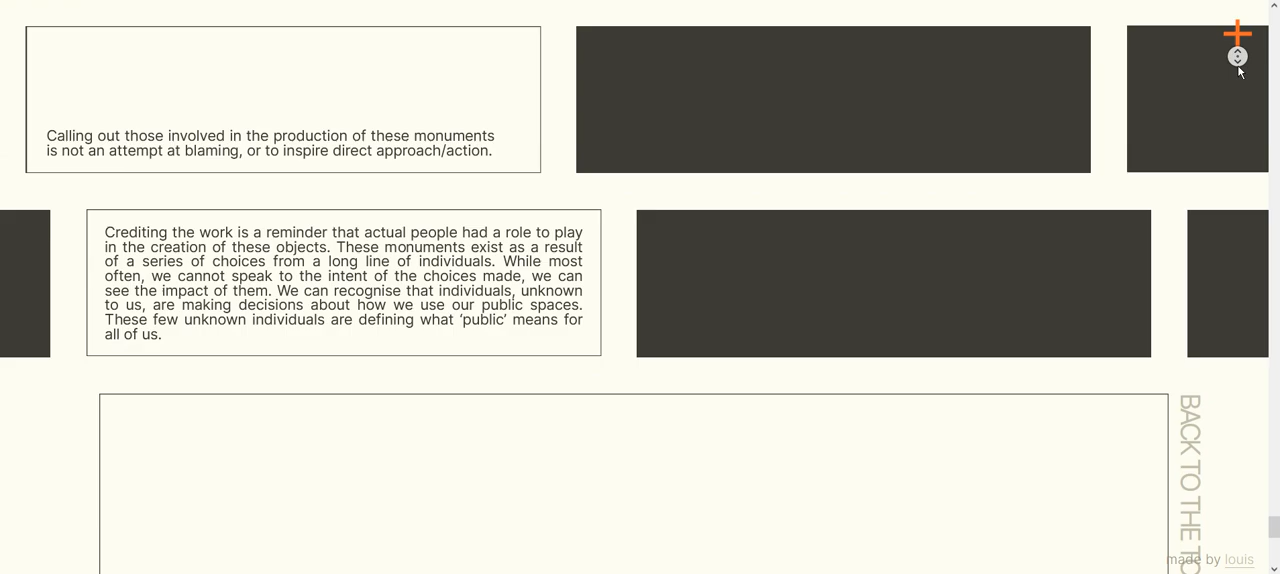 Calling out those involved in the production of these monuments
is not an attempt at blaming, or to inspire direct approach/action.
Crediting the work is a reminder that actual people had a role to play
in the creation of these objects. These monuments exist as a result
of a series of choices from a long line of individuals. While most
often, we cannot speak to the intent of the choices made, we can
see the impact of them. We can recognise that individuals, unknown
to us, are making decisions about how we use our public spaces.
These few unknown individuals are defining what ‘public’ means for
all of us.
BACK TO THE TO
made by louis